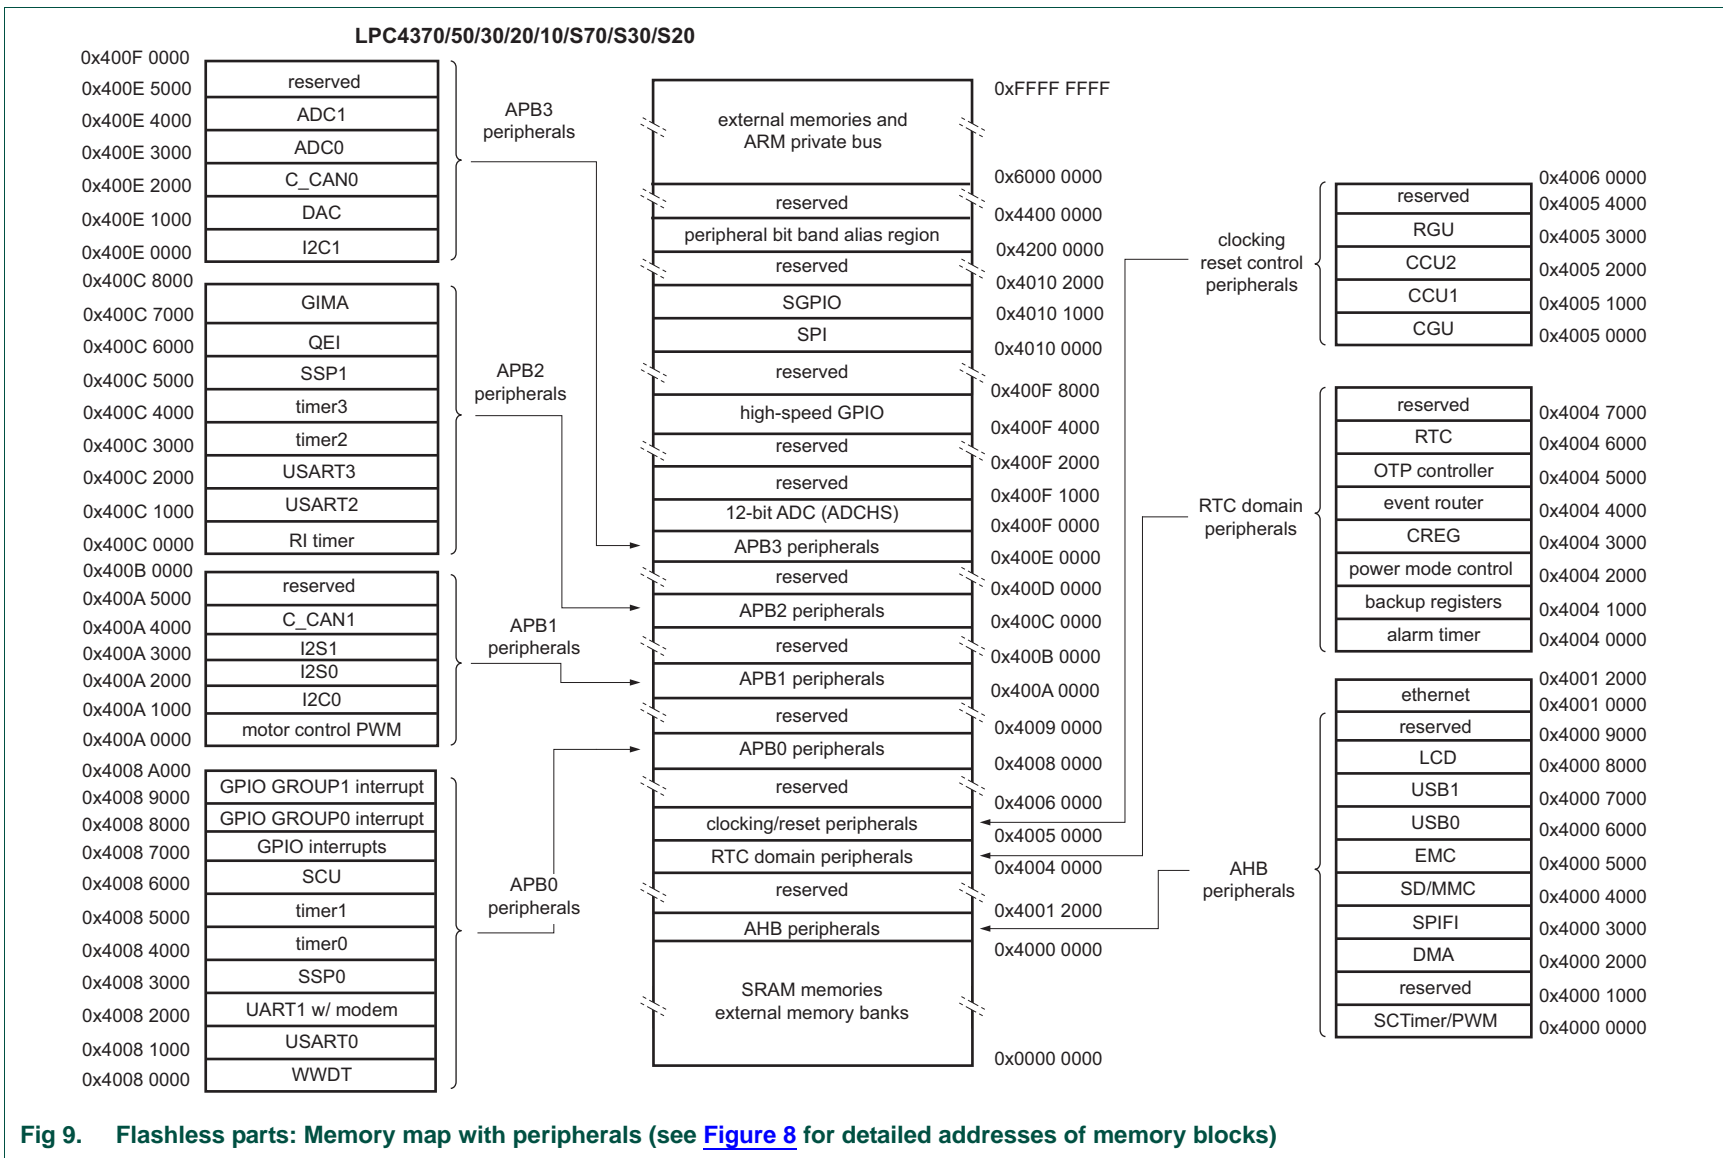 LPC4370/50/30/20/10/S70/S30/S20
0x400F 0000
reserved
0x400E 5000
ADC1
0x400E 4000
ADC0
0x400E 3000
C_CAN0
0x400E 2000
DAC
0x400E 1000
I2C1
0x400E 0000
APB3
peripherals
0x400C 8000
GIMA
0x400C 7000
QEI
0x400C 6000
SSP1
0x400C 5000
timer3
0x400C 4000
timer2
0x400C 3000
USART3
0x400C 2000
USART2
0x400C 1000
RI timer
0x400C 0000
APB2
peripherals
0x400B 0000
reserved
0x400A 5000
C_CAN1
0x400A 4000
I2S1
0x400A 3000
I2S0
0x400A 2000
I2C0
0x400A 1000
motor control PWM
0x400A 0000
APB1
peripherals
0x4008 A000
GPIO GROUP1 interrupt
0x4008 9000
GPIO GROUP0 interrupt
0x4008 8000
GPIO interrupts
0x4008 7000
SCU
0x4008 6000
timer1
0x4008 5000
timer0
0x4008 4000
SSP0
0x4008 3000
UART1 w/ modem
0x4008 2000
USART0
0x4008 1000
WWDT
0x4008 0000
APB0
peripherals
0xFFFF FFFF
external memories and
ARM private bus
0x6000 0000
reserved
0x4400 0000
peripheral bit band alias region
0x4200 0000
reserved
0x4010 2000
SGPIO
0x4010 1000
SPI
0x4010 0000
reserved
0x400F 8000
high-speed GPIO
0x400F 4000
reserved
0x400F 2000
reserved
0x400F 1000
12-bit ADC (ADCHS)
0x400F 0000
APB3 peripherals
0x400E 0000
reserved
0x400D 0000
APB2 peripherals
0x400C 0000
reserved
0x400B 0000
APB1 peripherals
0x400A 0000
reserved
0x4009 0000
APB0 peripherals
0x4008 0000
reserved
0x4006 0000
clocking/reset peripherals
0x4005 0000
RTC domain peripherals
0x4004 0000
reserved
0x4001 2000
AHB peripherals
0x4000 0000
SRAM memories
external memory banks
0x0000 0000
clocking
reset control
peripherals
0x4006 0000
reserved
0x4005 4000
RGU
0x4005 3000
CCU2
0x4005 2000
CCU1
0x4005 1000
CGU
0x4005 0000
RTC domain
peripherals
reserved
0x4004 7000
RTC
0x4004 6000
OTP controller
0x4004 5000
event router
0x4004 4000
CREG
0x4004 3000
power mode control
0x4004 2000
backup registers
0x4004 1000
alarm timer
0x4004 0000
AHB
peripherals
0x4001 2000
ethernet
0x4001 0000
reserved
0x4000 9000
LCD
0x4000 8000
USB1
0x4000 7000
USB0
0x4000 6000
EMC
0x4000 5000
SD/MMC
0x4000 4000
SPIFI
0x4000 3000
DMA
0x4000 2000
reserved
0x4000 1000
SCTimer/PWM
0x4000 0000
Fig 9. Flashless parts: Memory map with peripherals (see Figure 8 for detailed addresses of memory blocks)